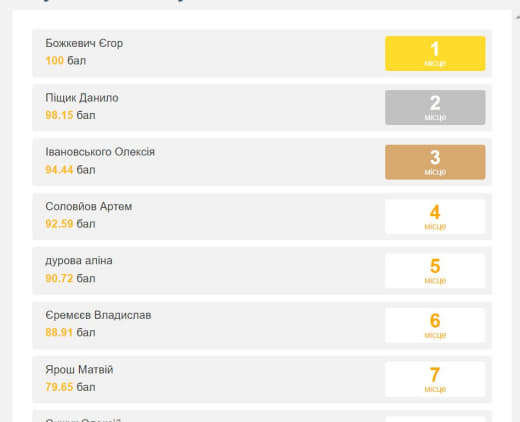 Божкевич Єгор
100 бал
1
місце
Піщик Данило
98.15 бал
2
місце
Івановського Олексія
94.44 бал
3
місце
Соловйов Артем
92.59 бал
4
місце
дурова аліна
90.72 бал
5
місце
Єремєєв Владислав
88.91 бал
6
місце
Ярош Матвій
79.65 бал
7
місце